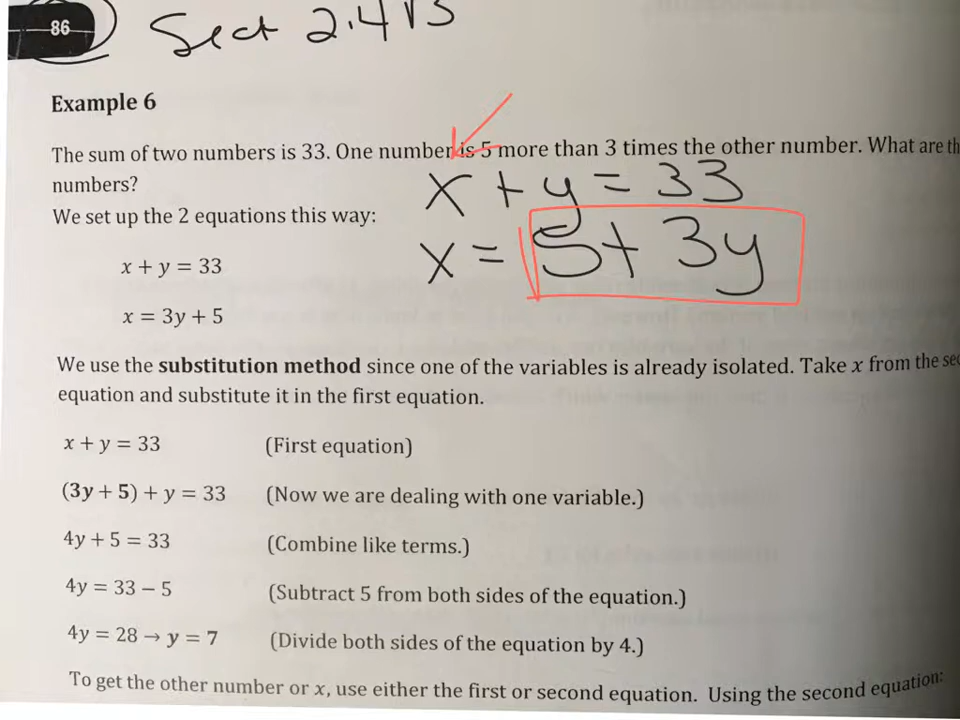 86
Sect 2.4
Example 6
The sum of two numbers is 33. One number is 5 more than 3 times the other number. What are th
numbers?
x + y = 33
We set up the 2 equations this way:
x + y = 33
x = 5 + 3y
x = 3y + 5
We use the substitution method since one of the variables is already isolated. Take x from the sec
equation and substitute it in the first equation.
x + y = 33 (First equation)
(3y + 5) + y = 33 (Now we are dealing with one variable.)
4y + 5 = 33 (Combine like terms.)
4y = 33 − 5 (Subtract 5 from both sides of the equation.)
4y = 28 → y = 7 (Divide both sides of the equation by 4.)
To get the other number or x, use either the first or second equation. Using the second equation: